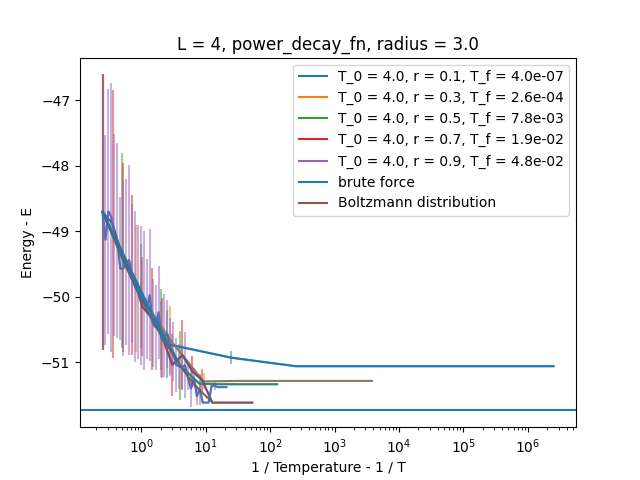 L = 4, power_decay_fn, radius = 3.0
T_0 = 4.0, r = 0.1, T_f = 4.0e-07
T_0 = 4.0, r = 0.3, T_f = 2.6e-04
T_0 = 4.0, r = 0.5, T_f = 7.8e-03
T_0 = 4.0, r = 0.7, T_f = 1.9e-02
T_0 = 4.0, r = 0.9, T_f = 4.8e-02
brute force
Boltzmann distribution
Energy - E
−47
−48
−49
−50
−51
10⁰ 10¹ 10² 10³ 10⁴ 10⁵ 10⁶
1 / Temperature - 1 / T